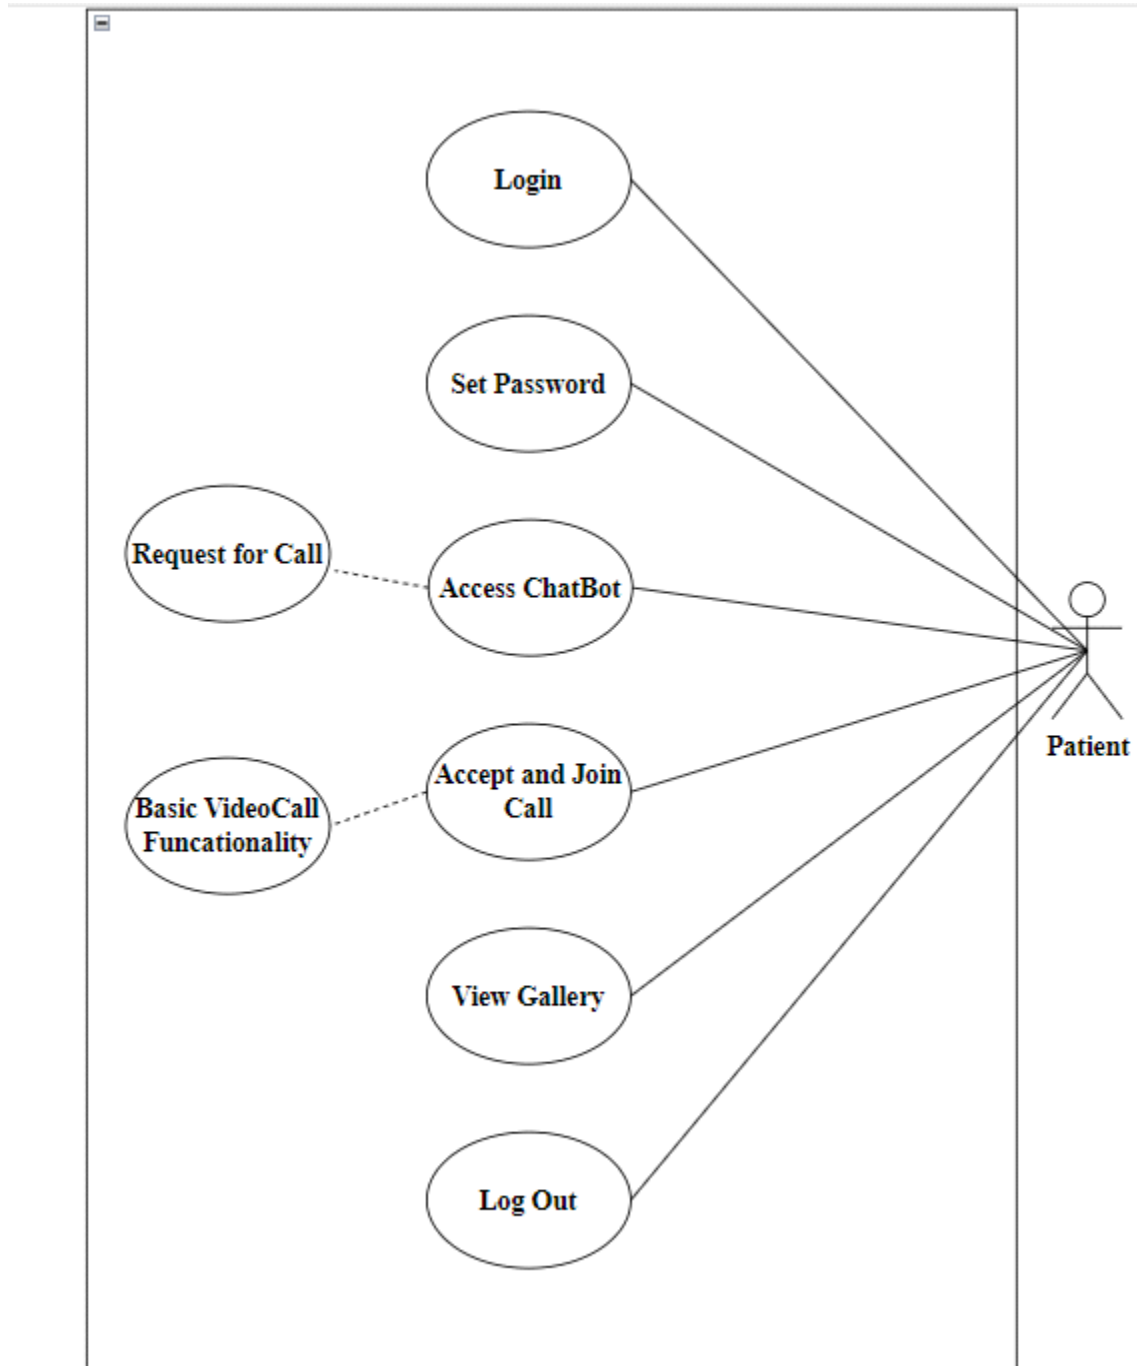 Login
Set Password
Request for Call
Access ChatBot
Patient
Accept and Join
Call
Basic VideoCall
Funcationality
View Gallery
Log Out